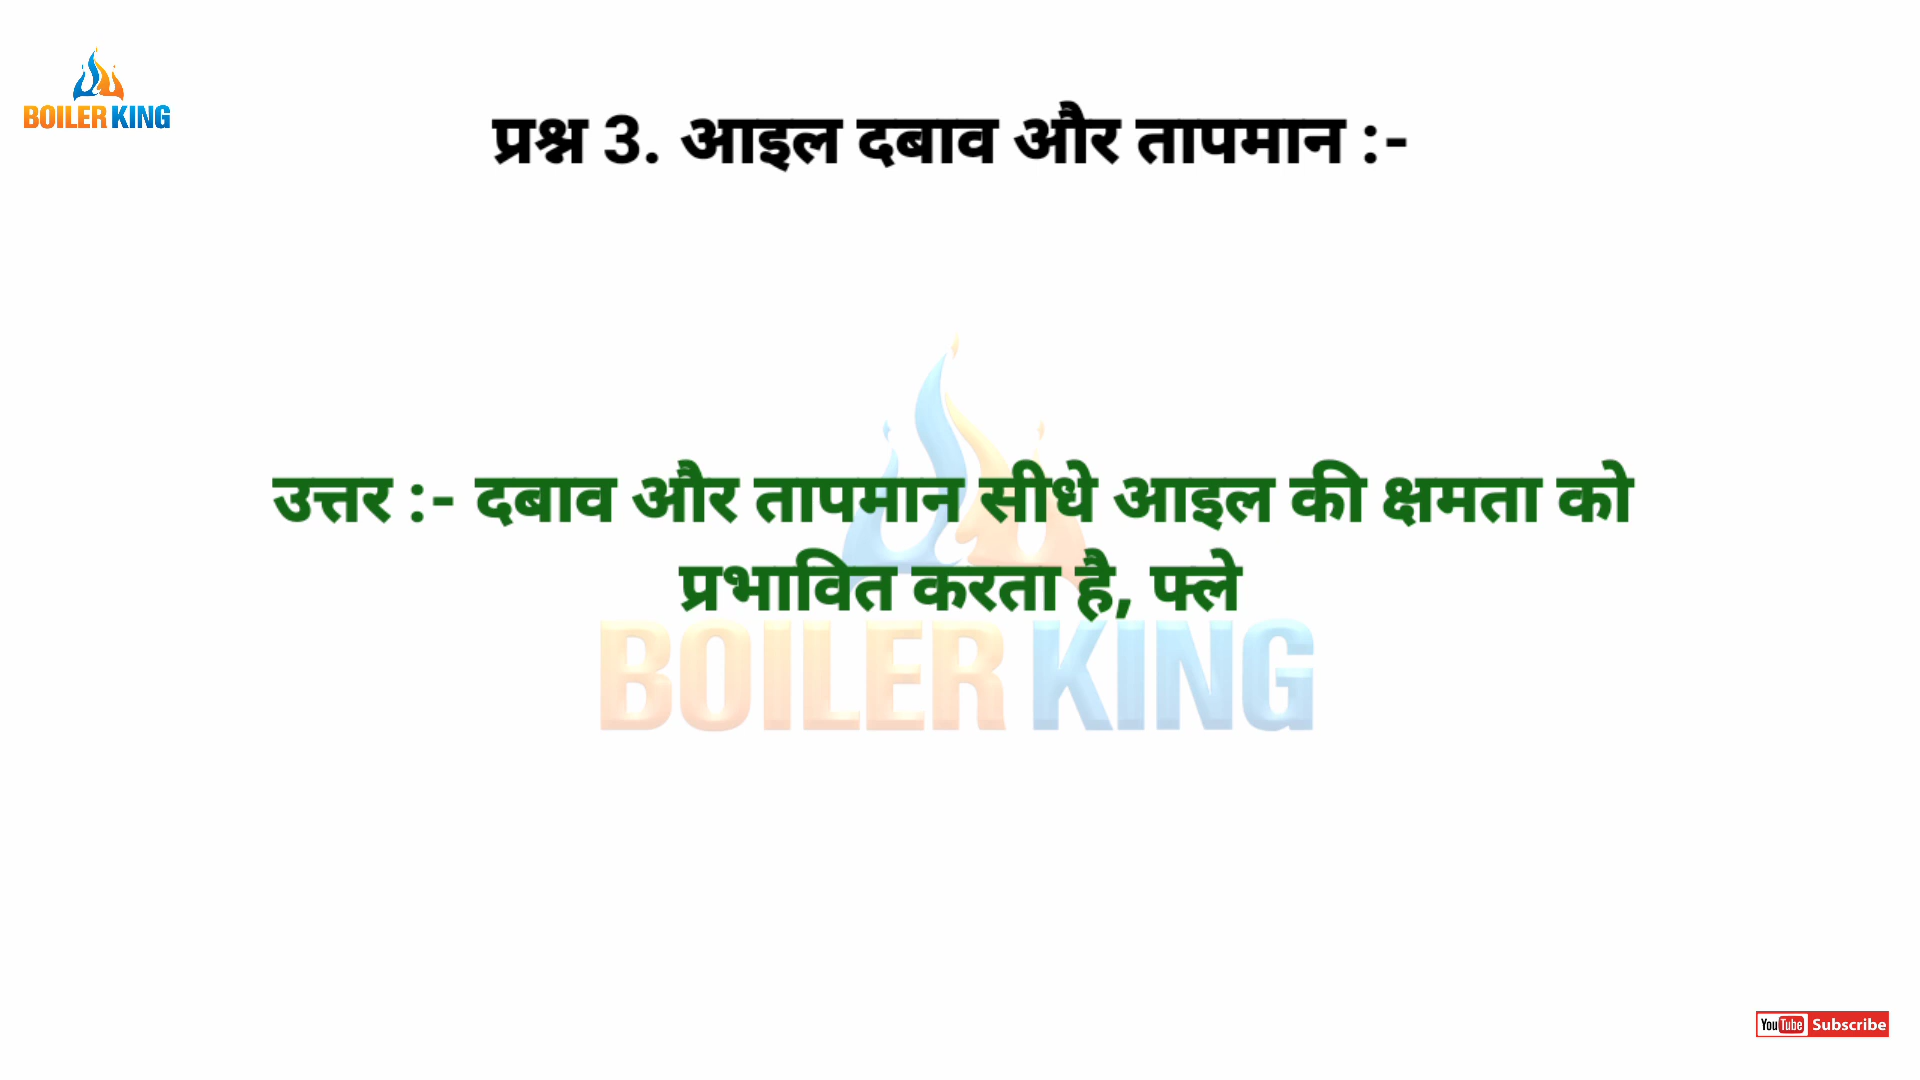 BOILER KING
प्रश्न 3. आइल दबाव और तापमान :-
उत्तर :- दबाव और तापमान सीधे आइल की क्षमता को
प्रभावित करता है, फ्ले
BOILER KING
YouTube Subscribe